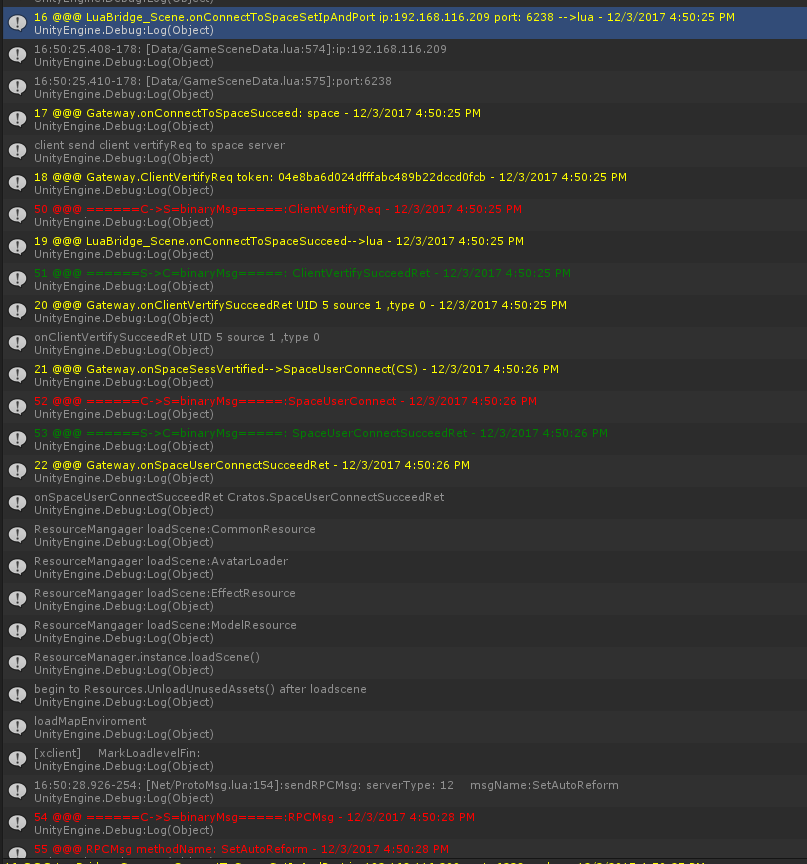 16 @@@ LuaBridge_Scene.onConnectToSpaceSetIpAndPort ip:192.168.116.209 port: 6238 -->lua - 12/3/2017 4:50:25 PM
UnityEngine.Debug:Log(Object)
16:50:25.408-178: [Data/GameSceneData.lua:574]:ip:192.168.116.209
UnityEngine.Debug:Log(Object)
16:50:25.410-178: [Data/GameSceneData.lua:575]:port:6238
UnityEngine.Debug:Log(Object)
17 @@@ Gateway.onConnectToSpaceSucceed: space - 12/3/2017 4:50:25 PM
UnityEngine.Debug:Log(Object)
client send client vertifyReq to space server
UnityEngine.Debug:Log(Object)
18 @@@ Gateway.ClientVertifyReq token: 04e8ba6d024dfffabc489b22dccd0fcb - 12/3/2017 4:50:25 PM
UnityEngine.Debug:Log(Object)
50 @@@ ======C->S=binaryMsg=====:ClientVertifyReq - 12/3/2017 4:50:25 PM
UnityEngine.Debug:Log(Object)
19 @@@ LuaBridge_Scene.onConnectToSpaceSucceed-->lua - 12/3/2017 4:50:25 PM
UnityEngine.Debug:Log(Object)
51 @@@ ======S->C=binaryMsg=====: ClientVertifySucceedRet - 12/3/2017 4:50:25 PM
UnityEngine.Debug:Log(Object)
20 @@@ Gateway.onClientVertifySucceedRet UID 5 source 1 ,type 0 - 12/3/2017 4:50:25 PM
UnityEngine.Debug:Log(Object)
onClientVertifySucceedRet UID 5 source 1 ,type 0
UnityEngine.Debug:Log(Object)
21 @@@ Gateway.onSpaceSessVertified-->SpaceUserConnect(CS) - 12/3/2017 4:50:26 PM
UnityEngine.Debug:Log(Object)
52 @@@ ======C->S=binaryMsg=====:SpaceUserConnect - 12/3/2017 4:50:26 PM
UnityEngine.Debug:Log(Object)
53 @@@ ======S->C=binaryMsg=====: SpaceUserConnectSucceedRet - 12/3/2017 4:50:26 PM
UnityEngine.Debug:Log(Object)
22 @@@ Gateway.onSpaceUserConnectSucceedRet - 12/3/2017 4:50:26 PM
UnityEngine.Debug:Log(Object)
onSpaceUserConnectSucceedRet Cratos.SpaceUserConnectSucceedRet
UnityEngine.Debug:Log(Object)
ResourceMangager loadScene:CommonResource
UnityEngine.Debug:Log(Object)
ResourceMangager loadScene:AvatarLoader
UnityEngine.Debug:Log(Object)
ResourceMangager loadScene:EffectResource
UnityEngine.Debug:Log(Object)
ResourceMangager loadScene:ModelResource
UnityEngine.Debug:Log(Object)
ResourceManager.instance.loadScene()
UnityEngine.Debug:Log(Object)
begin to Resources.UnloadUnusedAssets() after loadscene
UnityEngine.Debug:Log(Object)
loadMapEnviroment
UnityEngine.Debug:Log(Object)
[xclient] MarkLoadlevelFin:
UnityEngine.Debug:Log(Object)
16:50:28.926-254: [Net/ProtoMsg.lua:154]:sendRPCMsg: serverType: 12 msgName:SetAutoReform
UnityEngine.Debug:Log(Object)
54 @@@ ======C->S=binaryMsg=====:RPCMsg - 12/3/2017 4:50:28 PM
UnityEngine.Debug:Log(Object)
55 @@@ RPCMsg methodName: SetAutoReform - 12/3/2017 4:50:28 PM